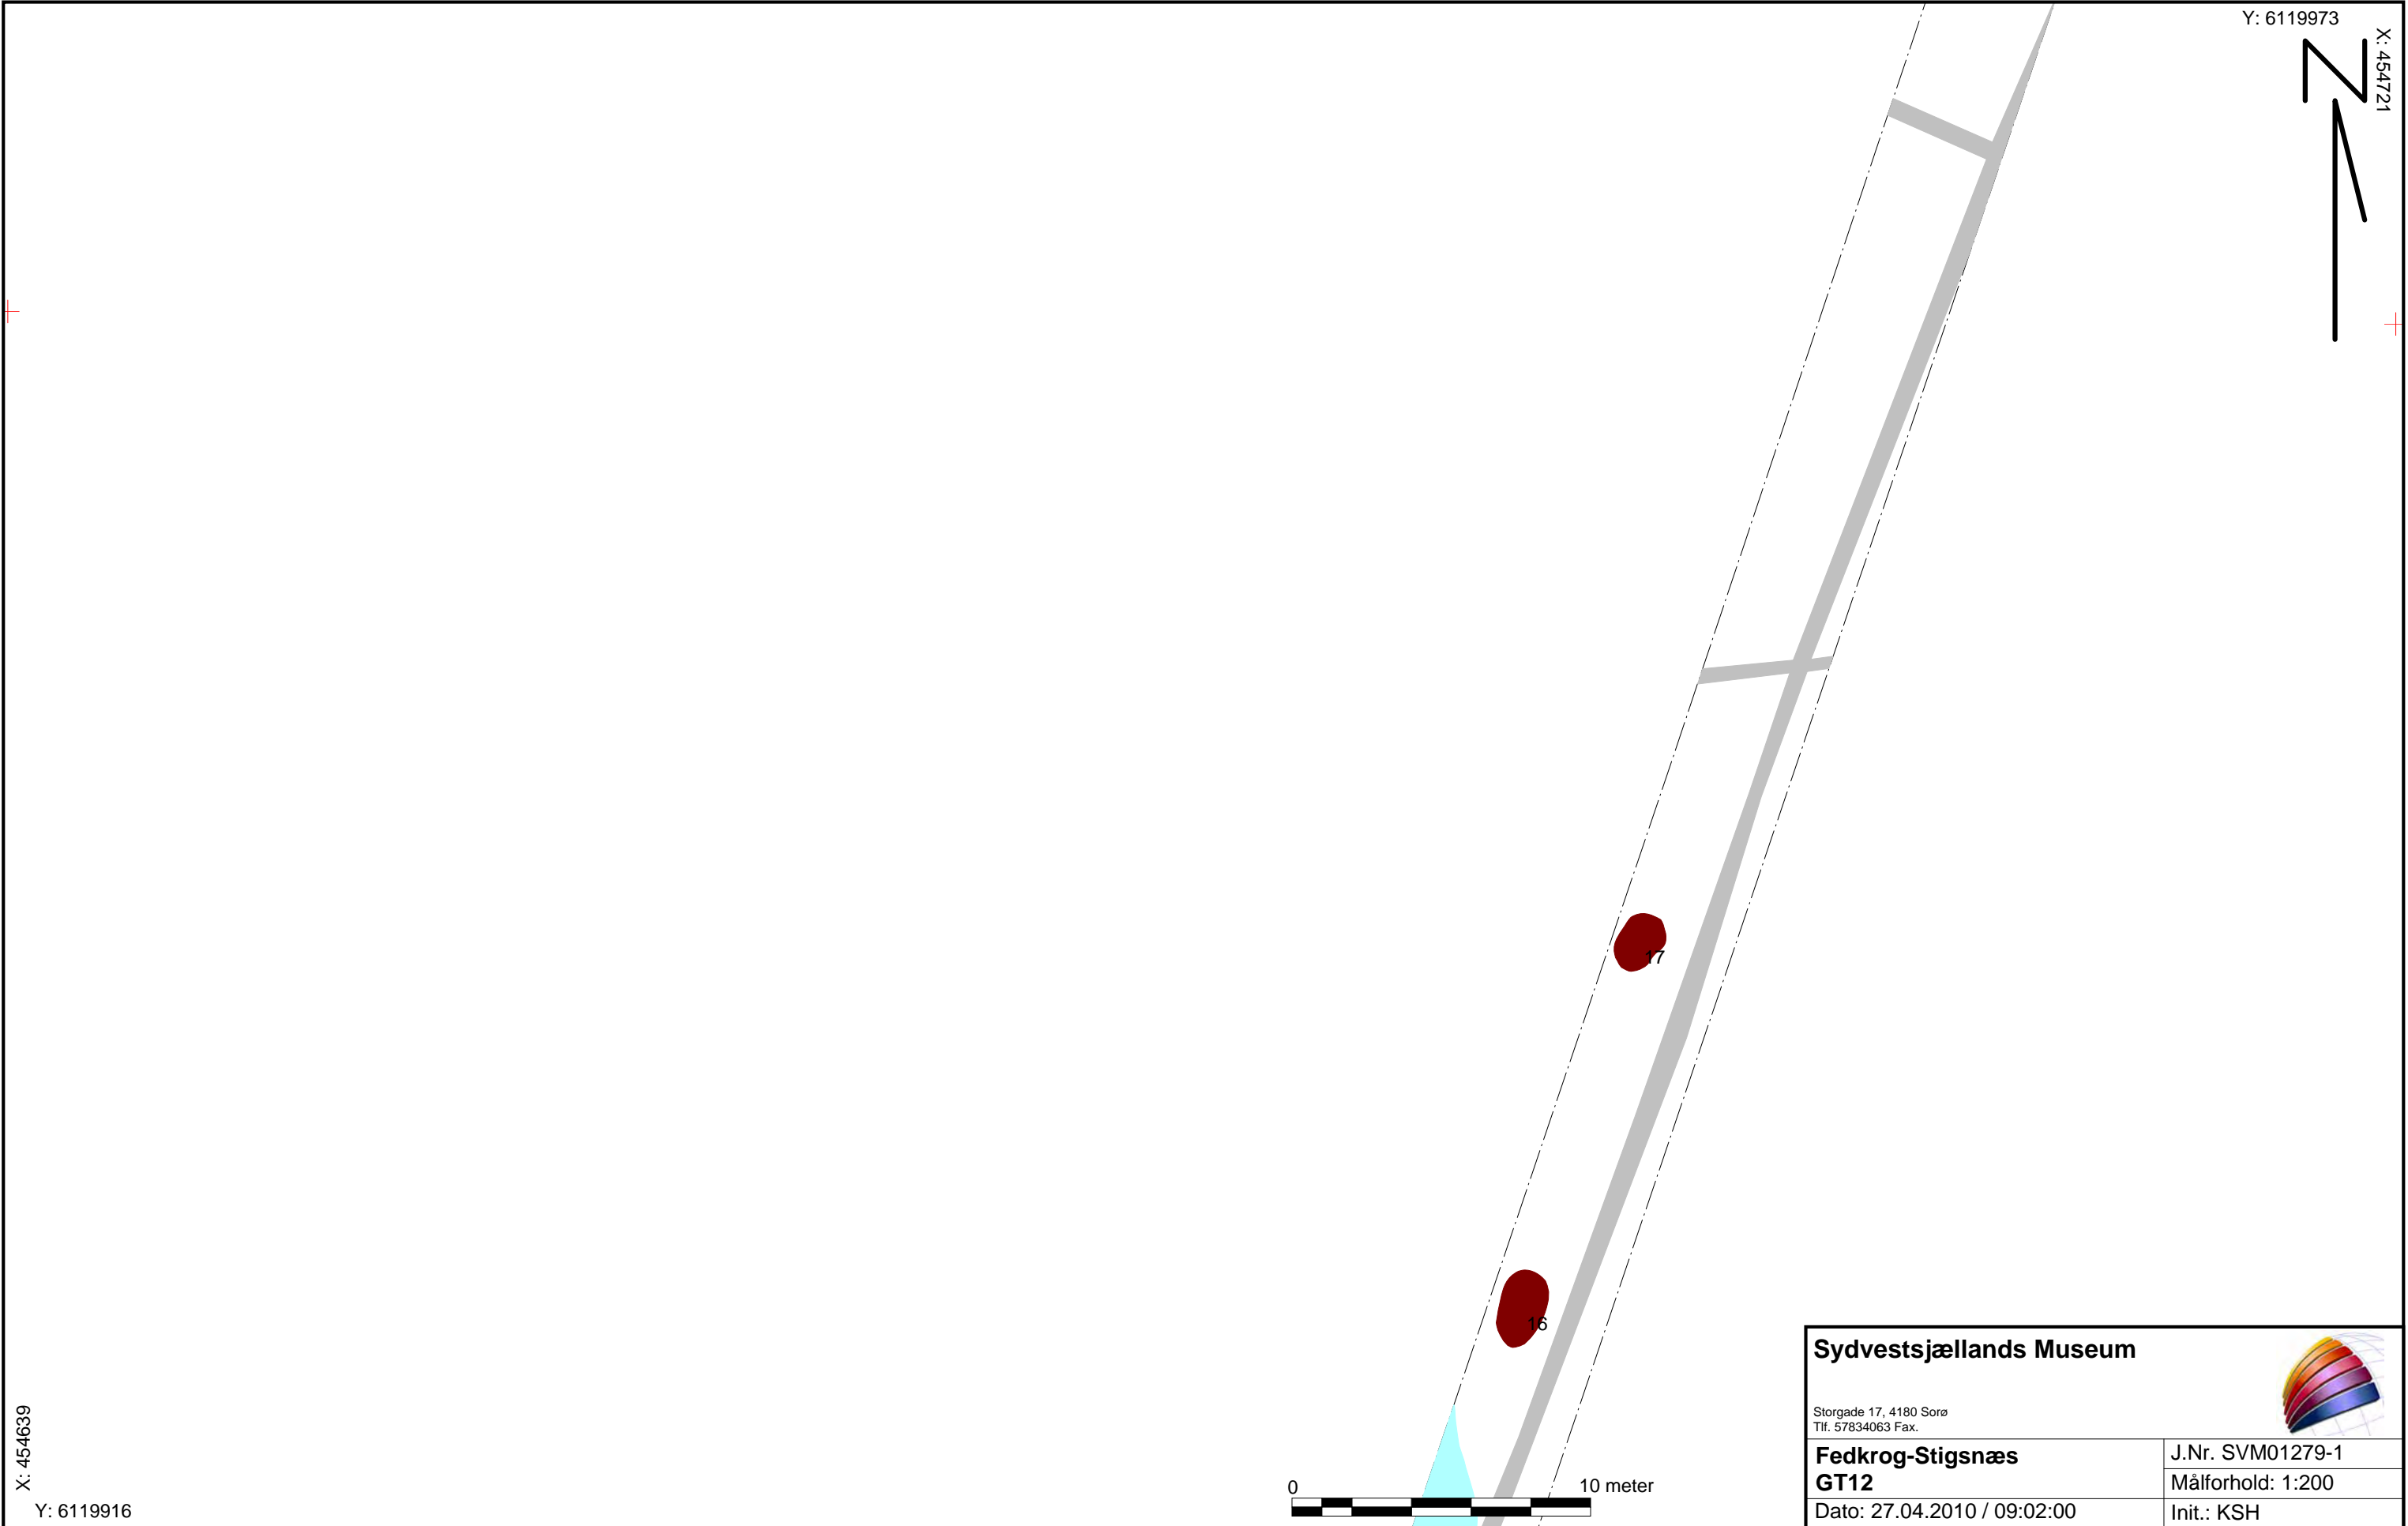 Y: 6119973
X: 454721
N
17
16
X: 454639
Y: 6119916
0
10 meter
Sydvestsjællands Museum
Storgade 17, 4180 Sorø
Tlf. 57834063 Fax.
Fedkrog-Stigsnæs
GT12
J.Nr. SVM01279-1
Målforhold: 1:200
Dato: 27.04.2010 / 09:02:00
Init.: KSH